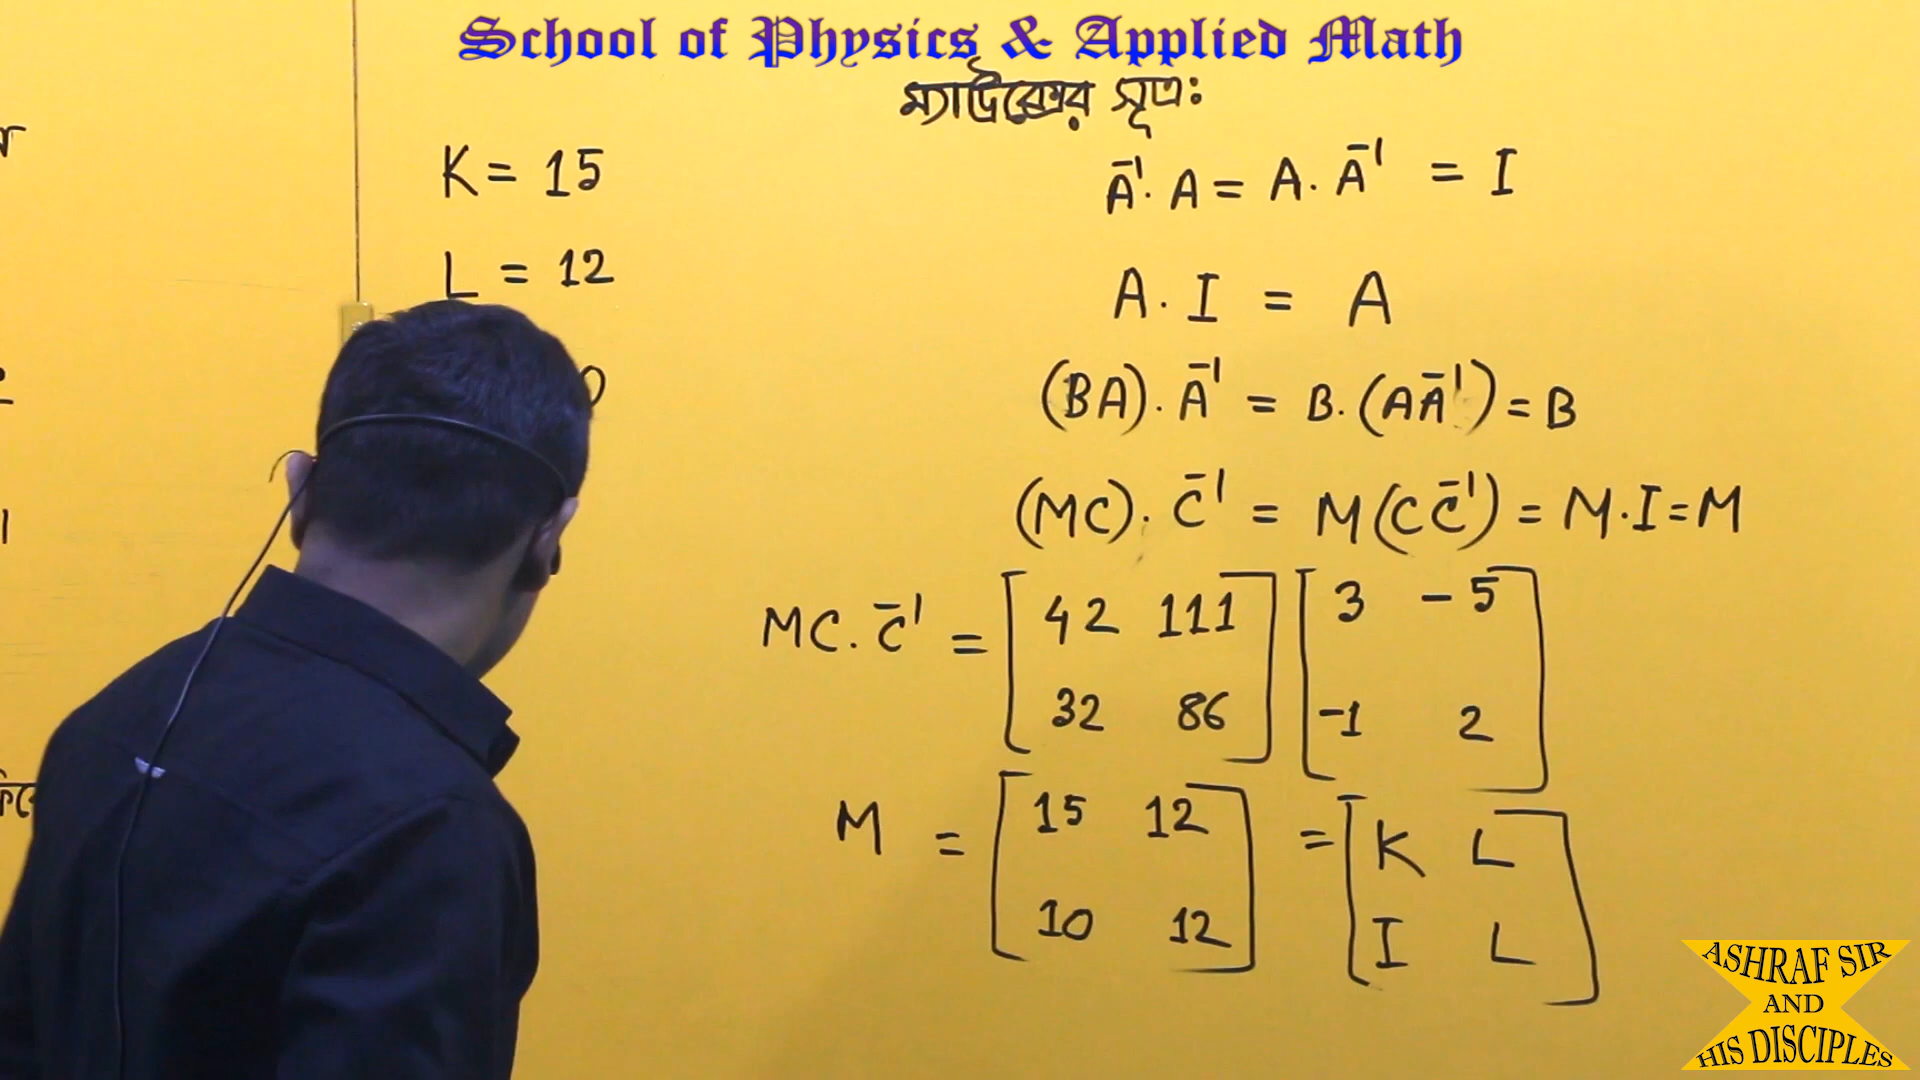 School of Physics & Applied Math
ম্যাট্রিক্সের সূত্র:
K = 15
L = 12
0
A⁻¹. A = A. A⁻¹ = I
A. I = A
(BA). A⁻¹ = B. (AA⁻¹) = B
(MC). C⁻¹ = M(CC⁻¹) = M.I = M
MC. C⁻¹ = [42 111] [3 -5]
[32 86] [-1 2]
M = [15 12] = [K L]
[10 12] [I L]
ASHRAF SIR
AND
HIS DISCIPLES